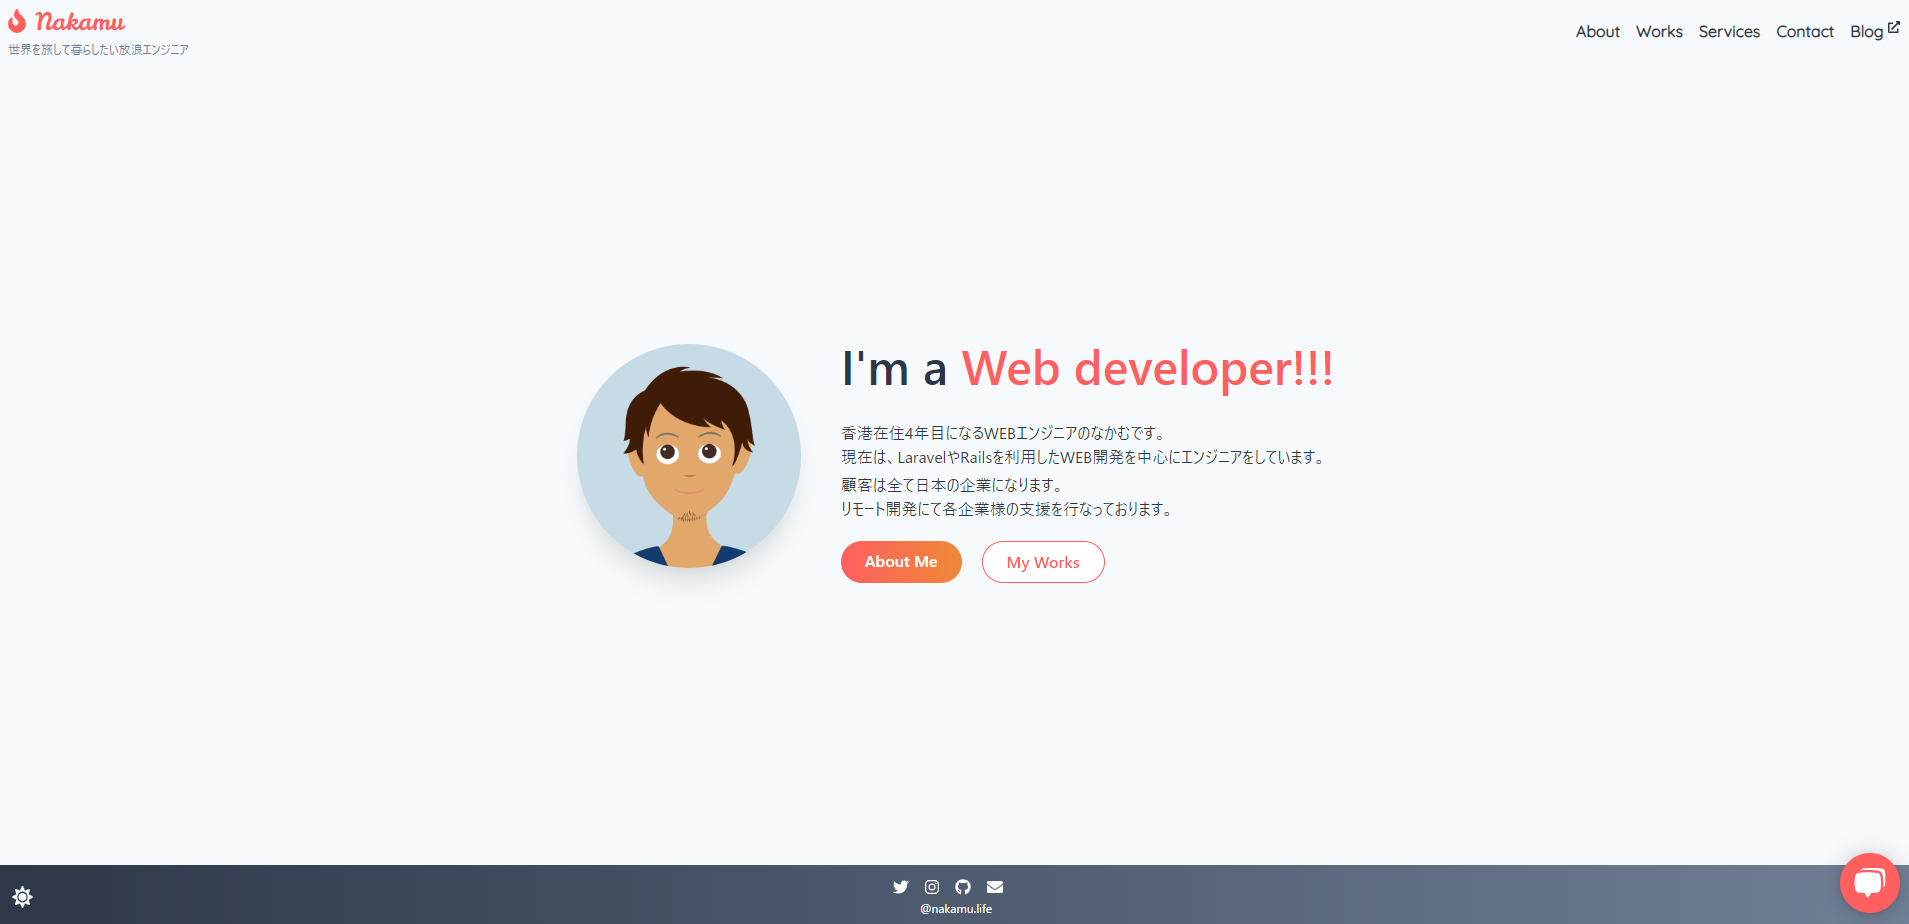 Nakamu
世界を旅して暮らしたい放浪エンジニア
About Works Services Contact Blog
I'm a Web developer!!!
香港在住4年目になるWEBエンジニアのなかむです。
現在は、LaravelやRailsを利用したWEB開発を中心にエンジニアをしています。
顧客は全て日本の企業になります。
リモート開発にて各企業様の支援を行なっております。
About Me My Works
@nakamu.life